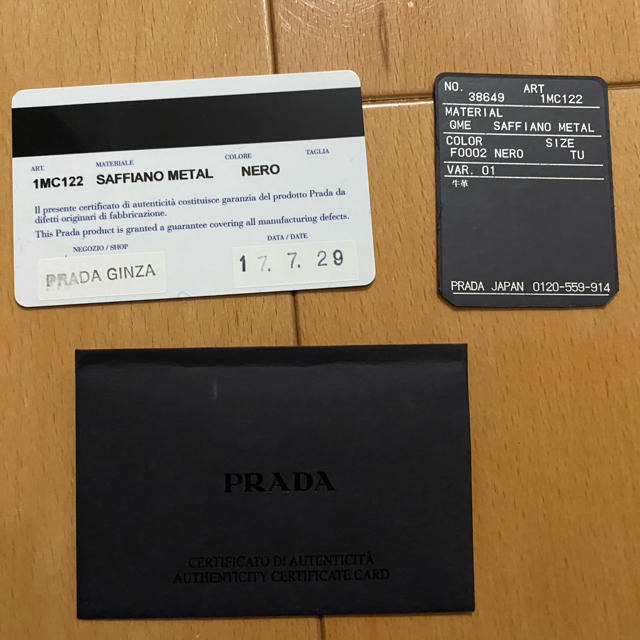 ART. MATERIALE COLORE TAGLIA
1MC122 SAFFIANO METAL NERO
Il presente certificato di autenticità costituisce garanzia del prodotto Prada da
difetti originari di fabbricazione.
This Prada product is granted a guarantee covering all manufacturing defects.
NEGOZIO / SHOP DATA / DATE
PRADA GINZA 17. 7. 29
NO. ART
38649 1MC122
MATERIAL
QME SAFFIANO METAL
COLOR SIZE
F0002 NERO TU
VAR. 01
牛革
PRADA JAPAN 0120-559-914
PRADA
CERTIFICATO DI AUTENTICITÀ
AUTHENTICITY CERTIFICATE CARD